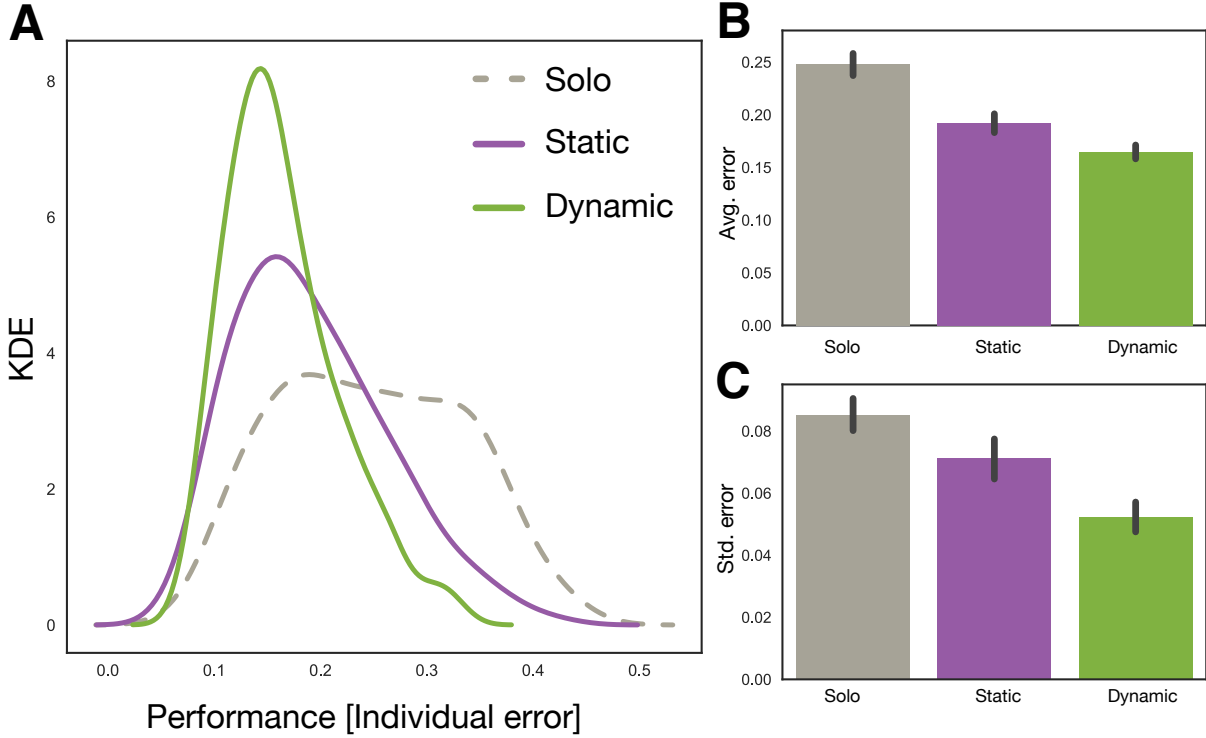 A
Solo
Static
Dynamic
8
6
4
2
0
KDE
0.0 0.1 0.2 0.3 0.4 0.5
Performance [Individual error]
B
0.25
0.20
0.15
0.10
0.05
0.00
Avg. error
Solo Static Dynamic
C
0.08
0.06
0.04
0.02
0.00
Std. error
Solo Static Dynamic